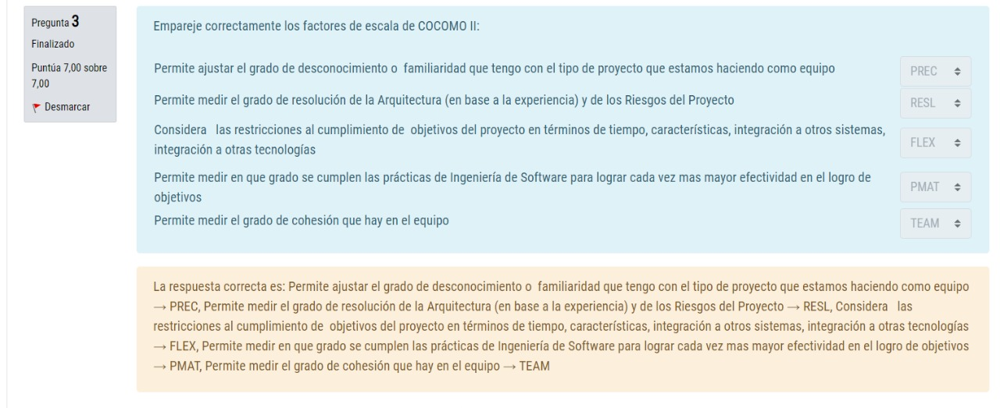 Pregunta 3
Finalizado
Puntúa 7,00 sobre
7,00
Desmarcar
Empareje correctamente los factores de escala de COCOMO II:
Permite ajustar el grado de desconocimiento o familiaridad que tengo con el tipo de proyecto que estamos haciendo como equipo
PREC
Permite medir el grado de resolución de la Arquitectura (en base a la experiencia) y de los Riesgos del Proyecto
RESL
Considera las restricciones al cumplimiento de objetivos del proyecto en términos de tiempo, características, integración a otros sistemas,
integración a otras tecnologías
FLEX
Permite medir en que grado se cumplen las prácticas de Ingeniería de Software para lograr cada vez mas mayor efectividad en el logro de
objetivos
PMAT
Permite medir el grado de cohesión que hay en el equipo
TEAM
La respuesta correcta es: Permite ajustar el grado de desconocimiento o familiaridad que tengo con el tipo de proyecto que estamos haciendo como equipo
→ PREC, Permite medir el grado de resolución de la Arquitectura (en base a la experiencia) y de los Riesgos del Proyecto → RESL, Considera las
restricciones al cumplimiento de objetivos del proyecto en términos de tiempo, características, integración a otros sistemas, integración a otras tecnologías
→ FLEX, Permite medir en que grado se cumplen las prácticas de Ingeniería de Software para lograr cada vez mas mayor efectividad en el logro de objetivos
→ PMAT, Permite medir el grado de cohesión que hay en el equipo → TEAM